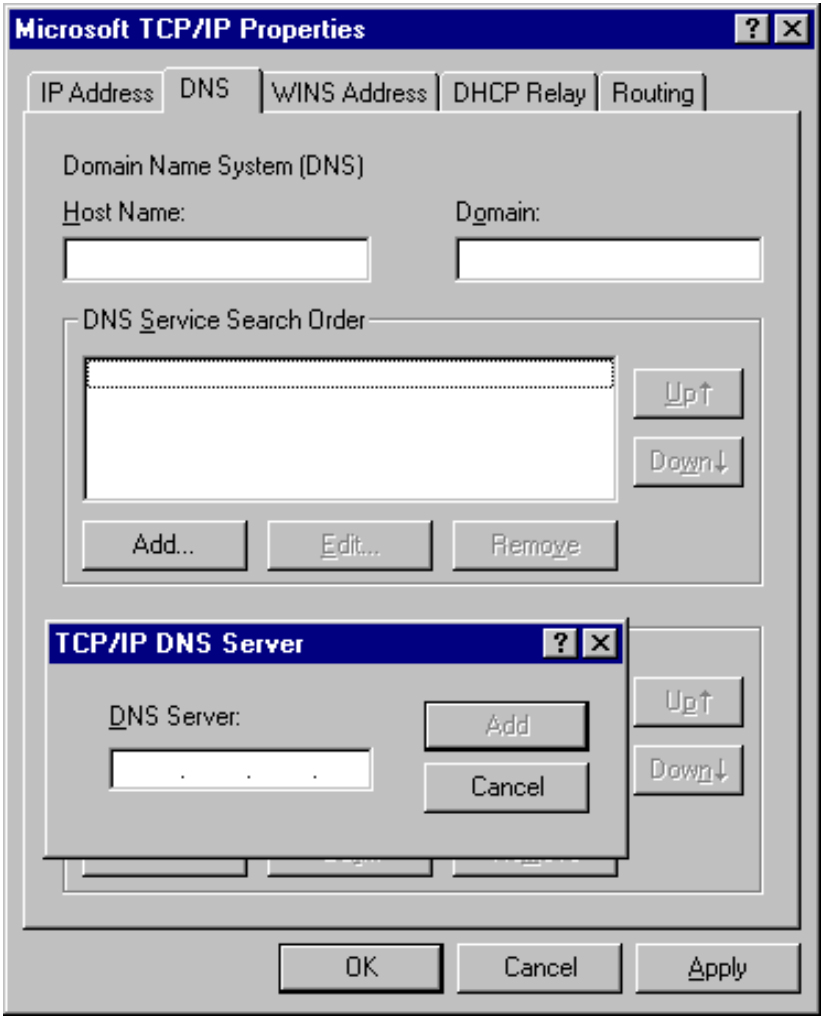 Microsoft TCP/IP Properties
IP Address DNS WINS Address DHCP Relay Routing
Domain Name System (DNS)
Host Name: Domain:
DNS Service Search Order
Up↑
Down↓
Add... Edit... Remove
TCP/IP DNS Server
DNS Server: Add
. . .
Cancel
Up↑
Down↓
OK Cancel Apply